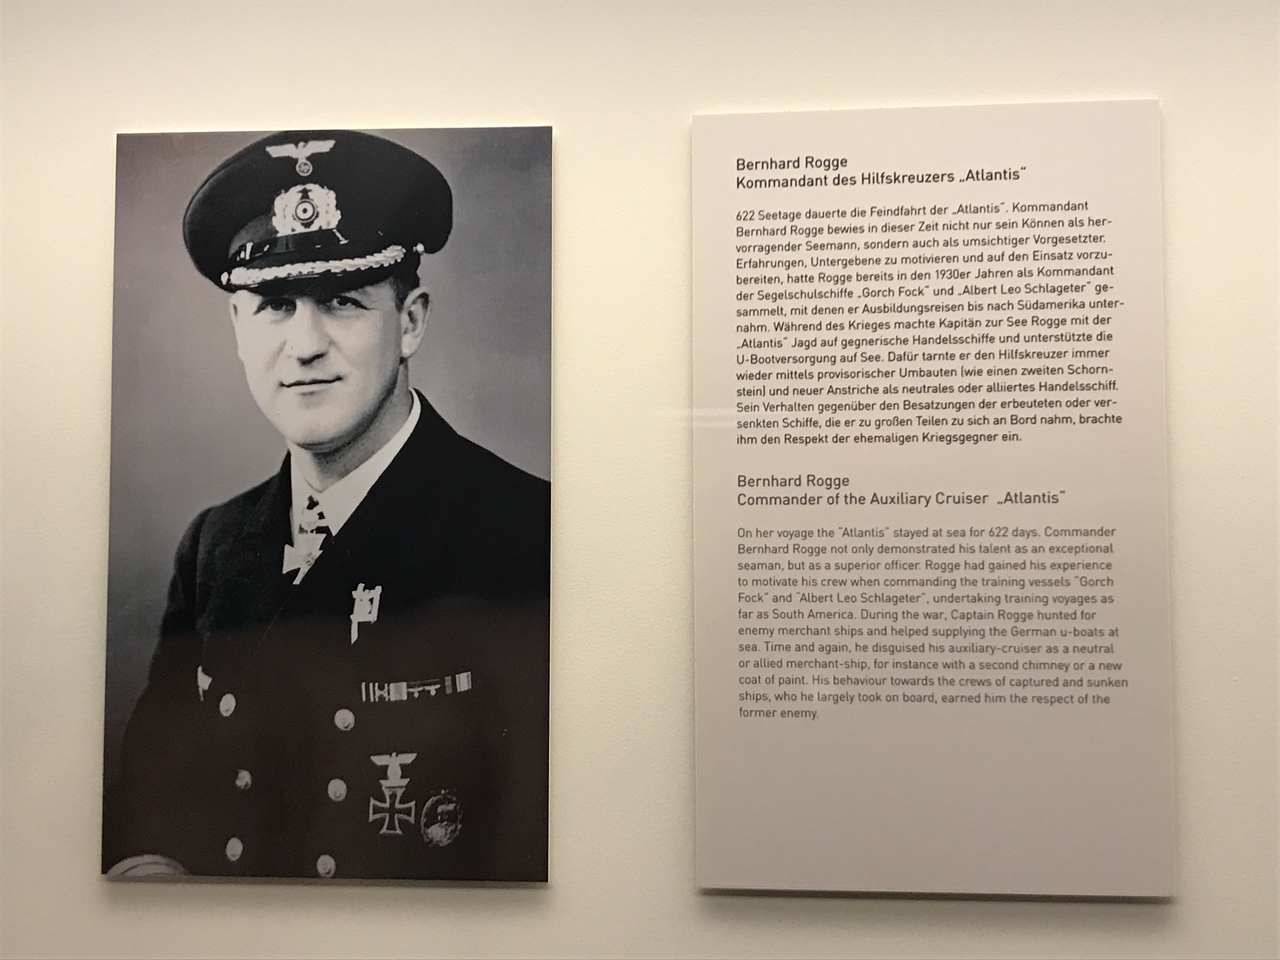 Bernhard Rogge
Kommandant des Hilfskreuzers „Atlantis“
622 Seetage dauerte die Feindfahrt der „Atlantis“. Kommandant
Bernhard Rogge bewies in dieser Zeit nicht nur sein Können als her-
vorragender Seemann, sondern auch als umsichtiger Vorgesetzter.
Erfahrungen, Untergebene zu motivieren und auf den Einsatz vorzu-
bereiten, hatte Rogge bereits in den 1930er Jahren als Kommandant
der Segelschulschiffe „Gorch Fock“ und „Albert Leo Schlageter“ ge-
sammelt, mit denen er Ausbildungsreisen bis nach Südamerika unter-
nahm. Während des Krieges machte Kapitän zur See Rogge mit der
„Atlantis“ Jagd auf gegnerische Handelsschiffe und unterstützte die
U-Bootversorgung auf See. Dafür tarnte er den Hilfskreuzer immer
wieder mittels provisorischer Umbauten (wie einen zweiten Schorn-
stein) und neuer Anstriche als neutrales oder alliiertes Handelsschiff.
Sein Verhalten gegenüber den Besatzungen der erbeuteten oder ver-
senkten Schiffe, die er zu großen Teilen zu sich an Bord nahm, brachte
ihm den Respekt der ehemaligen Kriegsgegner ein.
Bernhard Rogge
Commander of the Auxiliary Cruiser „Atlantis“
On her voyage the “Atlantis” stayed at sea for 622 days. Commander
Bernhard Rogge not only demonstrated his talent as an exceptional
seaman, but as a superior officer. Rogge had gained his experience
to motivate his crew when commanding the training vessels “Gorch
Fock” and “Albert Leo Schlageter”, undertaking training voyages as
far as South America. During the war, Captain Rogge hunted for
enemy merchant ships and helped supplying the German u-boats at
sea. Time and again, he disguised his auxiliary-cruiser as a neutral
or allied merchant-ship, for instance with a second chimney or a new
coat of paint. His behaviour towards the crews of captured and sunken
ships, who he largely took on board, earned him the respect of the
former enemy.